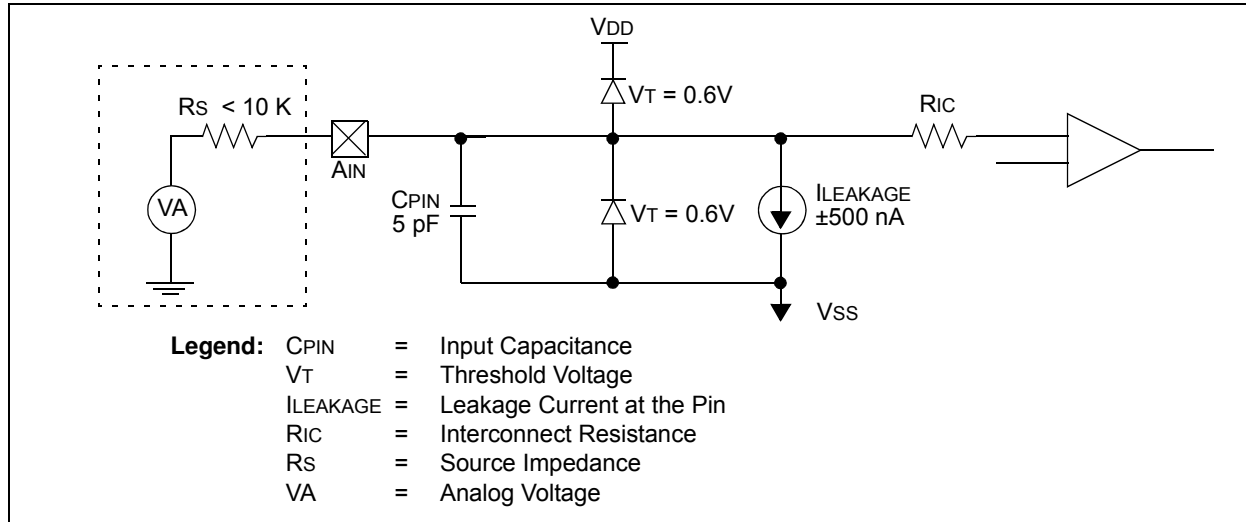 VDD
VT = 0.6V
RS < 10 K
RIC
AIN
VA
CPIN
5 pF
VT = 0.6V
ILEAKAGE
±500 nA
VSS
Legend: CPIN = Input Capacitance
VT = Threshold Voltage
ILEAKAGE = Leakage Current at the Pin
RIC = Interconnect Resistance
RS = Source Impedance
VA = Analog Voltage